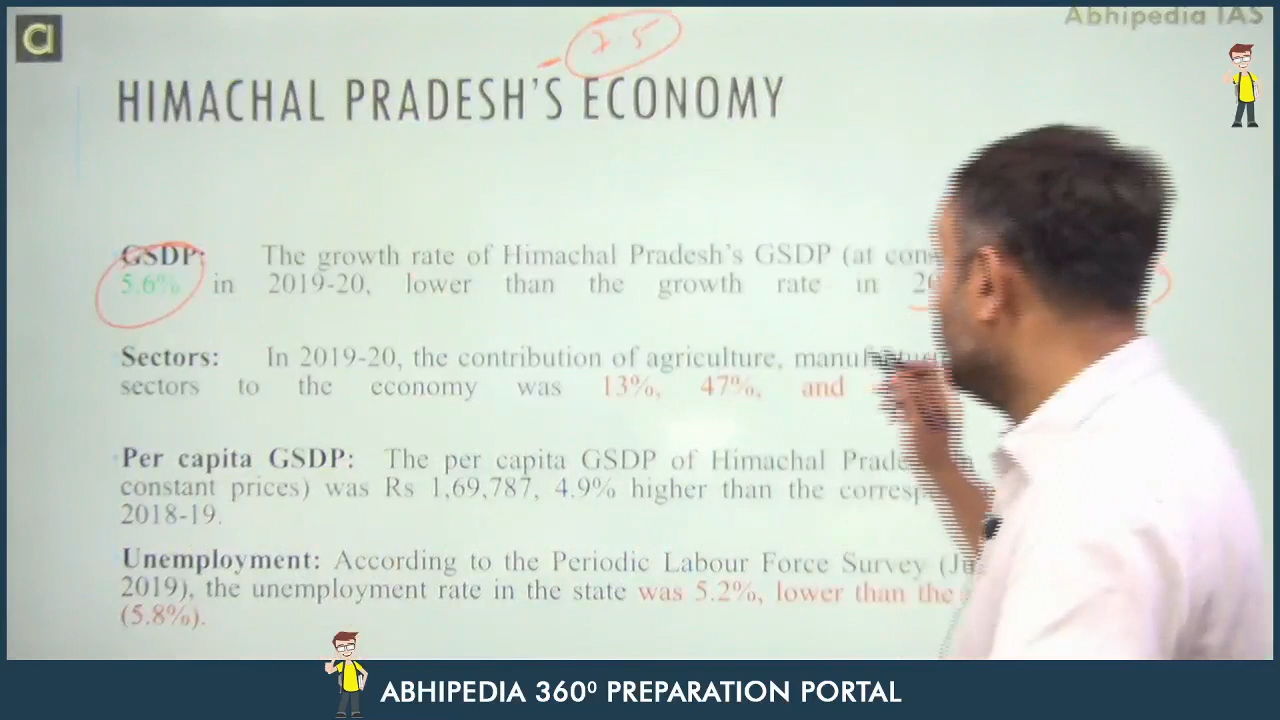 Abhipedia IAS
a
7.5
HIMACHAL PRADESH'S ECONOMY
GSDP: The growth rate of Himachal Pradesh's GSDP (at
5.6% in 2019-20, lower than the growth rate in
Sectors: In 2019-20, the contribution of agriculture,
sectors to the economy was 13%, 47%, and
Per capita GSDP: The per capita GSDP of Himachal
constant prices) was Rs 1,69,787, 4.9% higher than the
2018-19.
Unemployment: According to the Periodic Labour Force Survey
2019), the unemployment rate in the state was 5.2%, lower than the
(5.8%).
ABHIPEDIA 360⁰ PREPARATION PORTAL